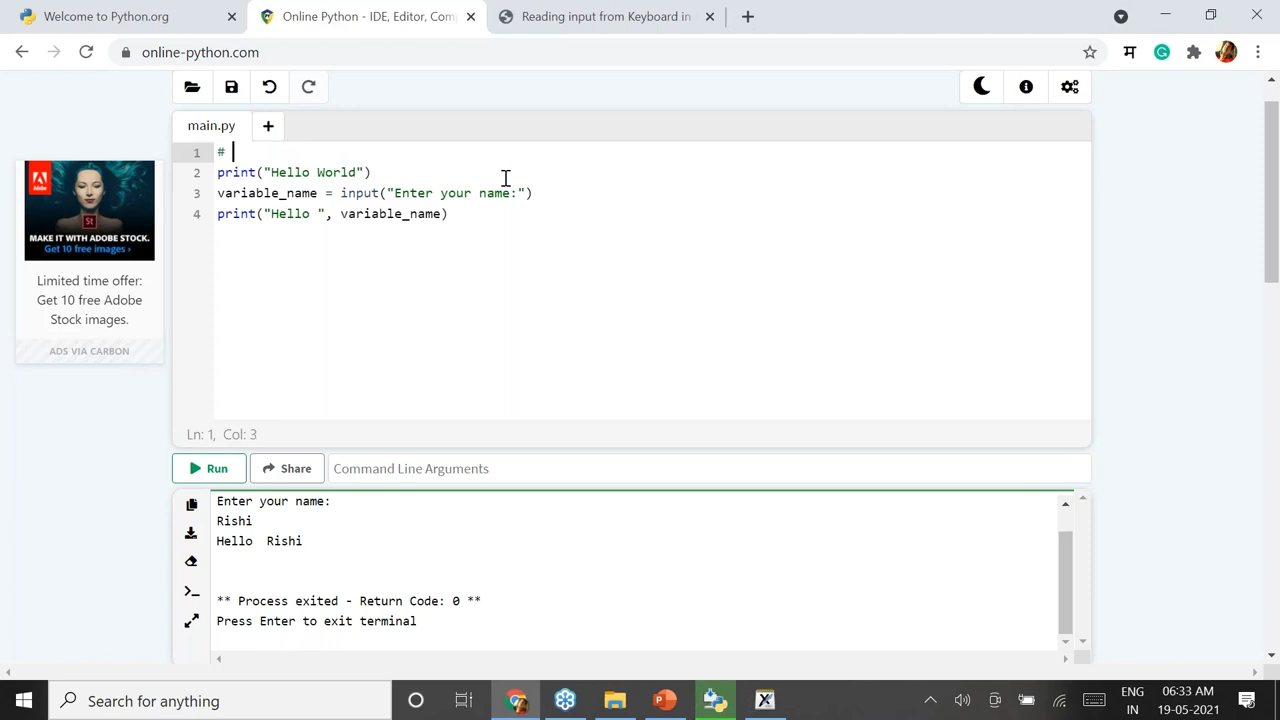 Welcome to Python.org
Online Python - IDE, Editor, Com
Reading input from Keyboard in
online-python.com
म
main.py
1 #
2 print("Hello World")
3 variable_name = input("Enter your name:")
4 print("Hello ", variable_name)
St
MAKE IT WITH ADOBE STOCK.
Get 10 free images ›
Limited time offer:
Get 10 free Adobe
Stock images.
ADS VIA CARBON
Ln: 1, Col: 3
Run
Share
Command Line Arguments
Enter your name:
Rishi
Hello  Rishi
** Process exited - Return Code: 0 **
Press Enter to exit terminal
Search for anything
ENG
IN
06:33 AM
19-05-2021